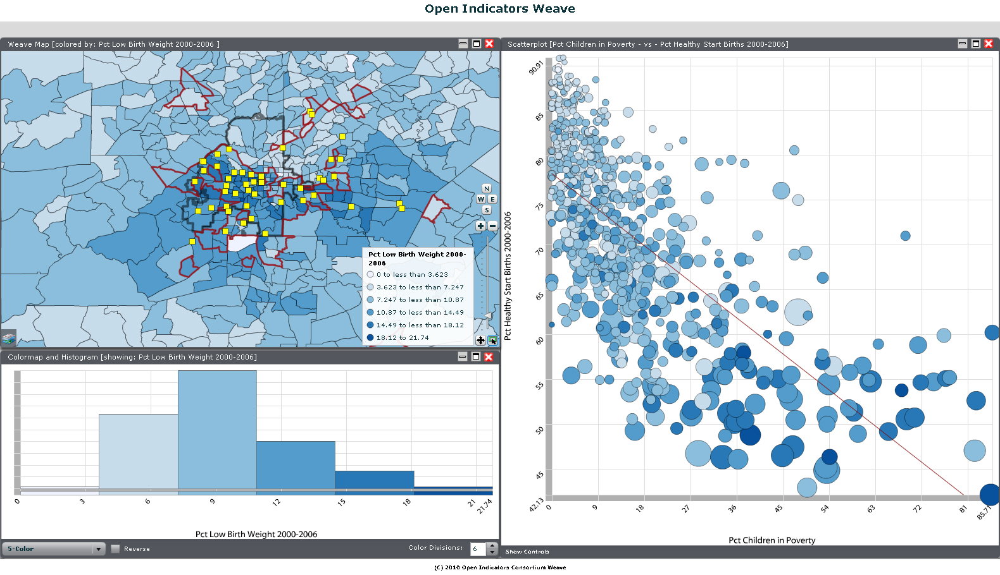 Open Indicators Weave
Weave Map [colored by: Pct Low Birth Weight 2000-2006 ]
N
W E
S
Pct Low Birth Weight 2000-
2006
0 to less than 3.623
3.623 to less than 7.247
7.247 to less than 10.87
10.87 to less than 14.49
14.49 to less than 18.12
18.12 to 21.74
Colormap and Histogram [showing: Pct Low Birth Weight 2000-2006]
0 3 6 9 12 15 18 21 21.74
Pct Low Birth Weight 2000-2006
5-Color
Reverse
Color Divisions: 6
Scatterplot [Pct Children in Poverty - vs - Pct Healthy Start Births 2000-2006]
Pct Healthy Start Births 2000-2006
90.91
85
80
75
70
65
60
55
50
45
42.13
0 9 18 27 36 45 54 63 72 81 85.71
Pct Children in Poverty
Show Controls
(C) 2010 Open Indicators Consortium Weave